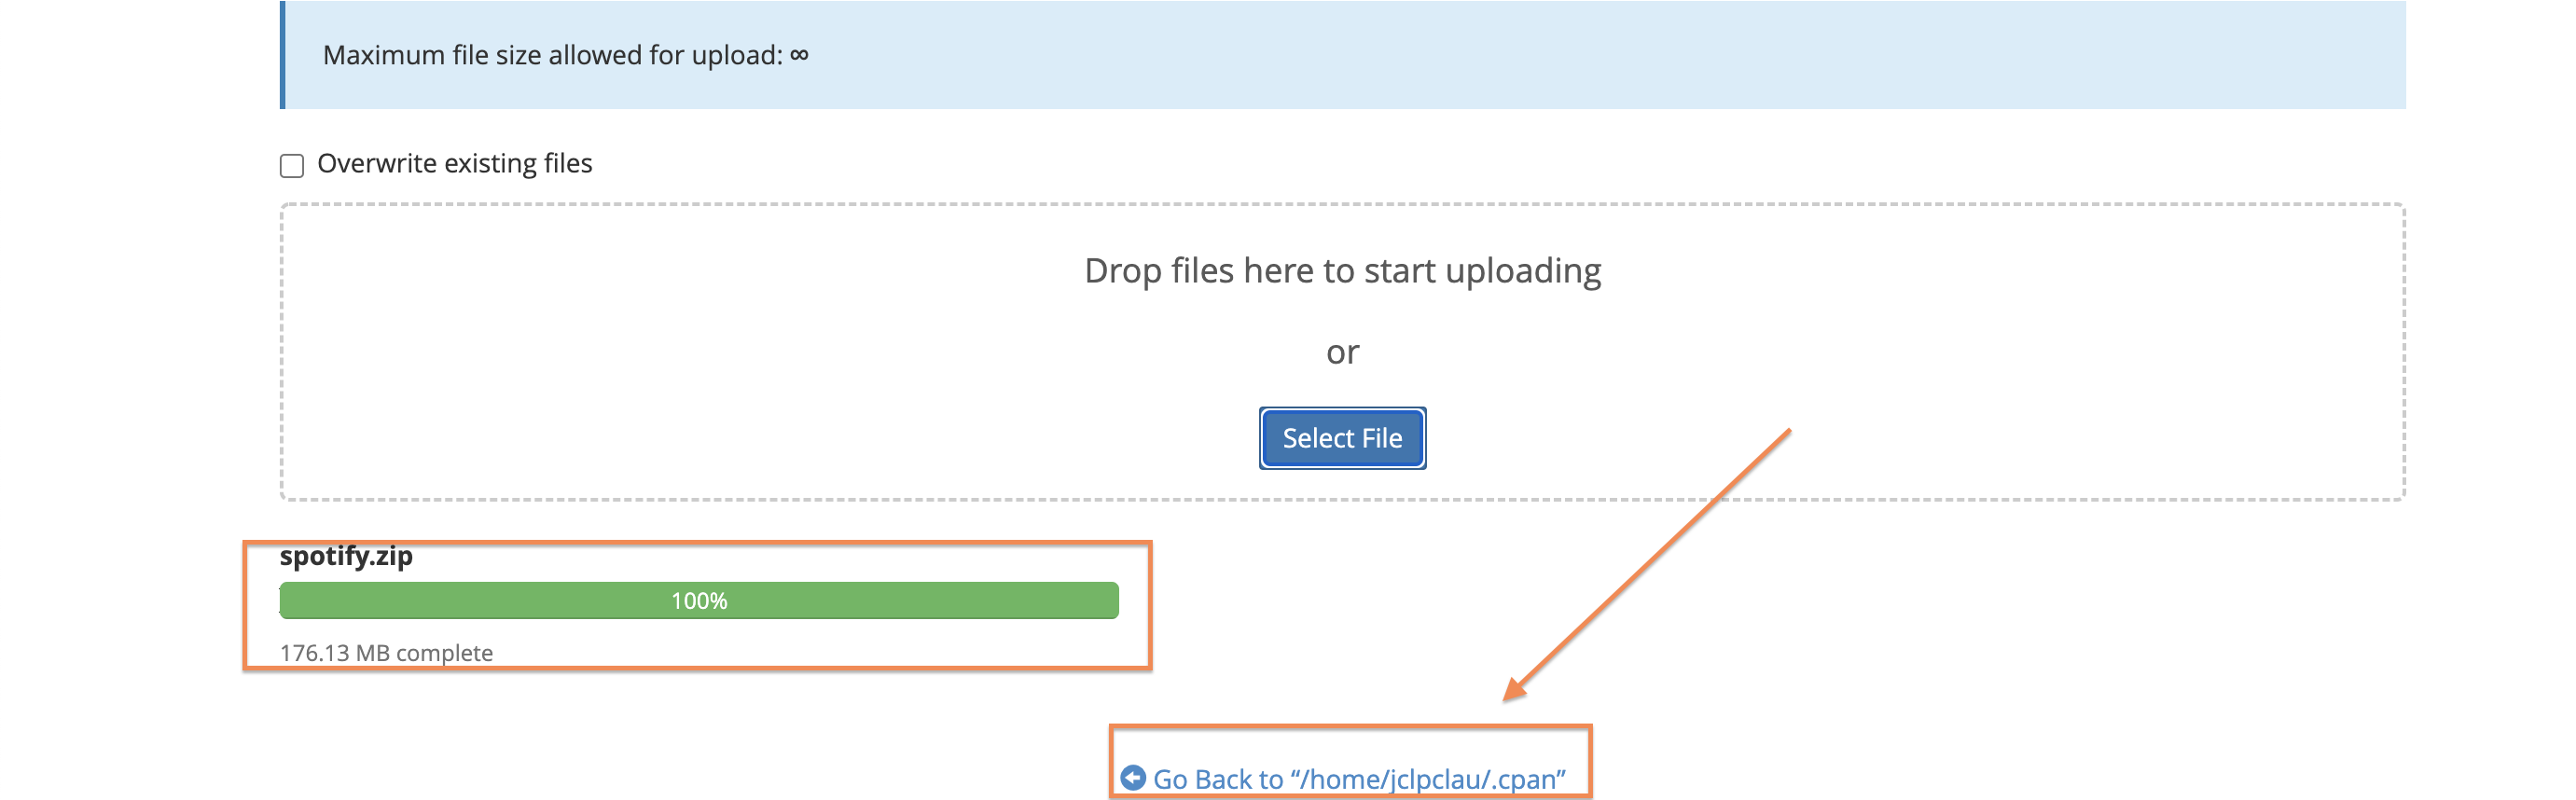 Maximum file size allowed for upload: ∞
Overwrite existing files
Drop files here to start uploading
or
Select File
spotify.zip
100%
176.13 MB complete
Go Back to “/home/jclpclau/.cpan”